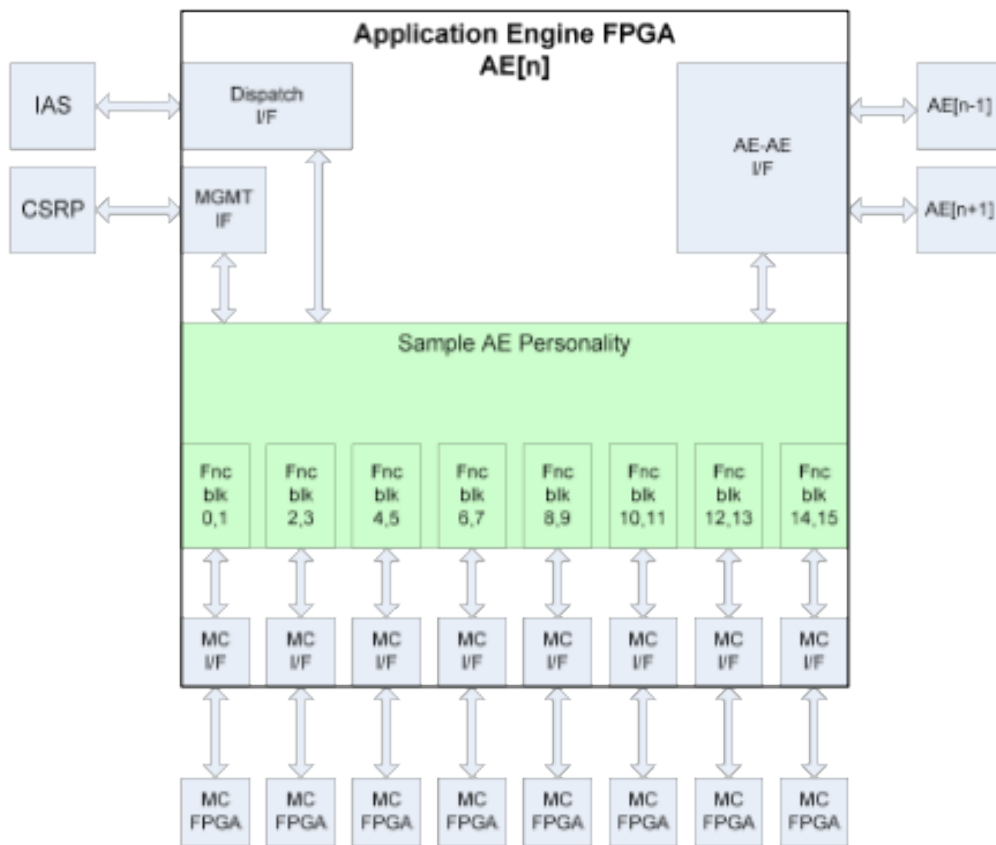 Application Engine FPGA
AE[n]
IAS
Dispatch
I/F
AE-AE
I/F
AE[n-1]
CSRP
MGMT
IF
AE[n+1]
Sample AE Personality
Fnc
blk
0,1
Fnc
blk
2,3
Fnc
blk
4,5
Fnc
blk
6,7
Fnc
blk
8,9
Fnc
blk
10,11
Fnc
blk
12,13
Fnc
blk
14,15
MC
I/F
MC
I/F
MC
I/F
MC
I/F
MC
I/F
MC
I/F
MC
I/F
MC
I/F
MC
FPGA
MC
FPGA
MC
FPGA
MC
FPGA
MC
FPGA
MC
FPGA
MC
FPGA
MC
FPGA